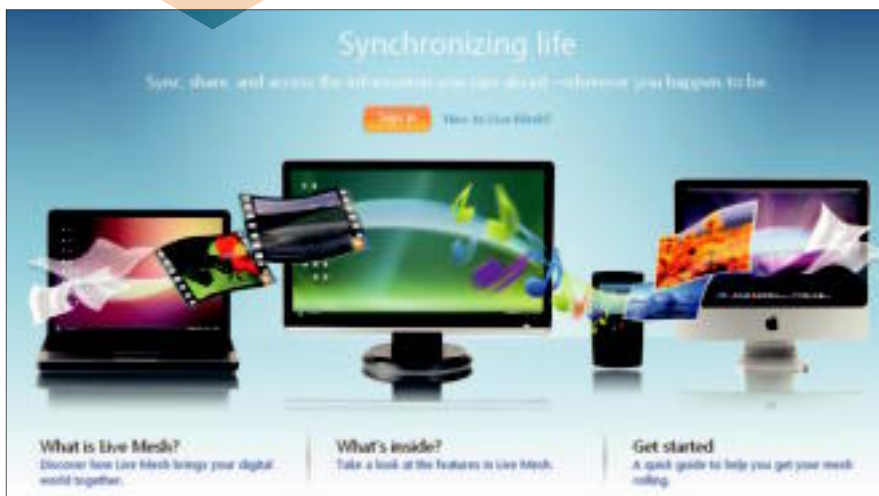 Synchronizing life
Sync, share, and access the information you care about—wherever you happen to be.
Sign in New to Live Mesh?
What is Live Mesh?
Discover how Live Mesh brings your digital
world together.
What's inside?
Take a look at the features in Live Mesh.
Get started
A quick guide to help you get your mesh
rolling.